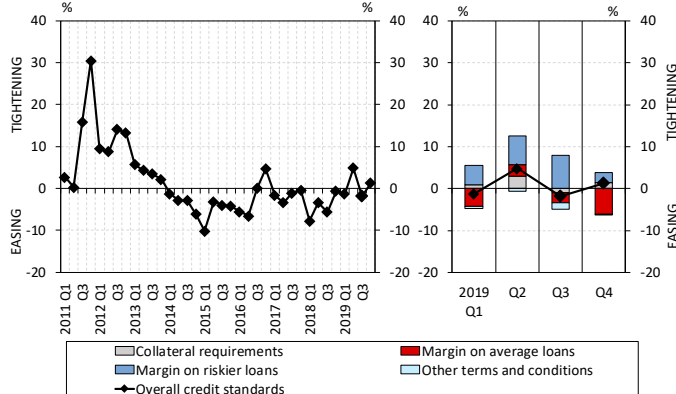 % % % %
40 40 40 40
30 30 30 30
20 20 20 20
10 10 10 10
0 0 0 0
-10 -10 -10 -10
-20 -20 -20 -20
TIGHTENING
EASING
TIGHTENING
EASING
2011 Q1
Q3
2012 Q1
Q3
2013 Q1
Q3
2014 Q1
Q3
2015 Q1
Q3
2016 Q1
Q3
2017 Q1
Q3
2018 Q1
Q3
2019 Q1
Q3
2019 Q2 Q3 Q4
Q1
Collateral requirements Margin on average loans
Margin on riskier loans Other terms and conditions
Overall credit standards